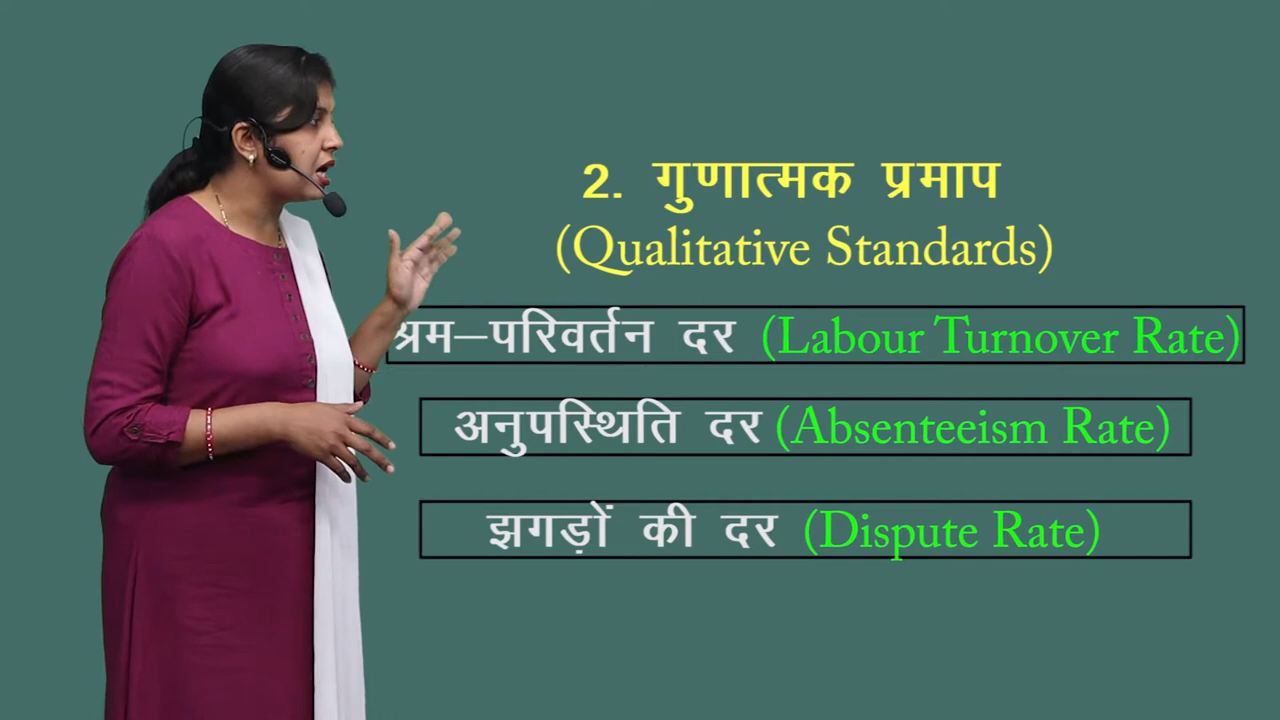 2. गुणात्मक प्रमाप
(Qualitative Standards)
श्रम–परिवर्तन दर (Labour Turnover Rate)
अनुपस्थिति दर (Absenteeism Rate)
झगड़ों की दर (Dispute Rate)